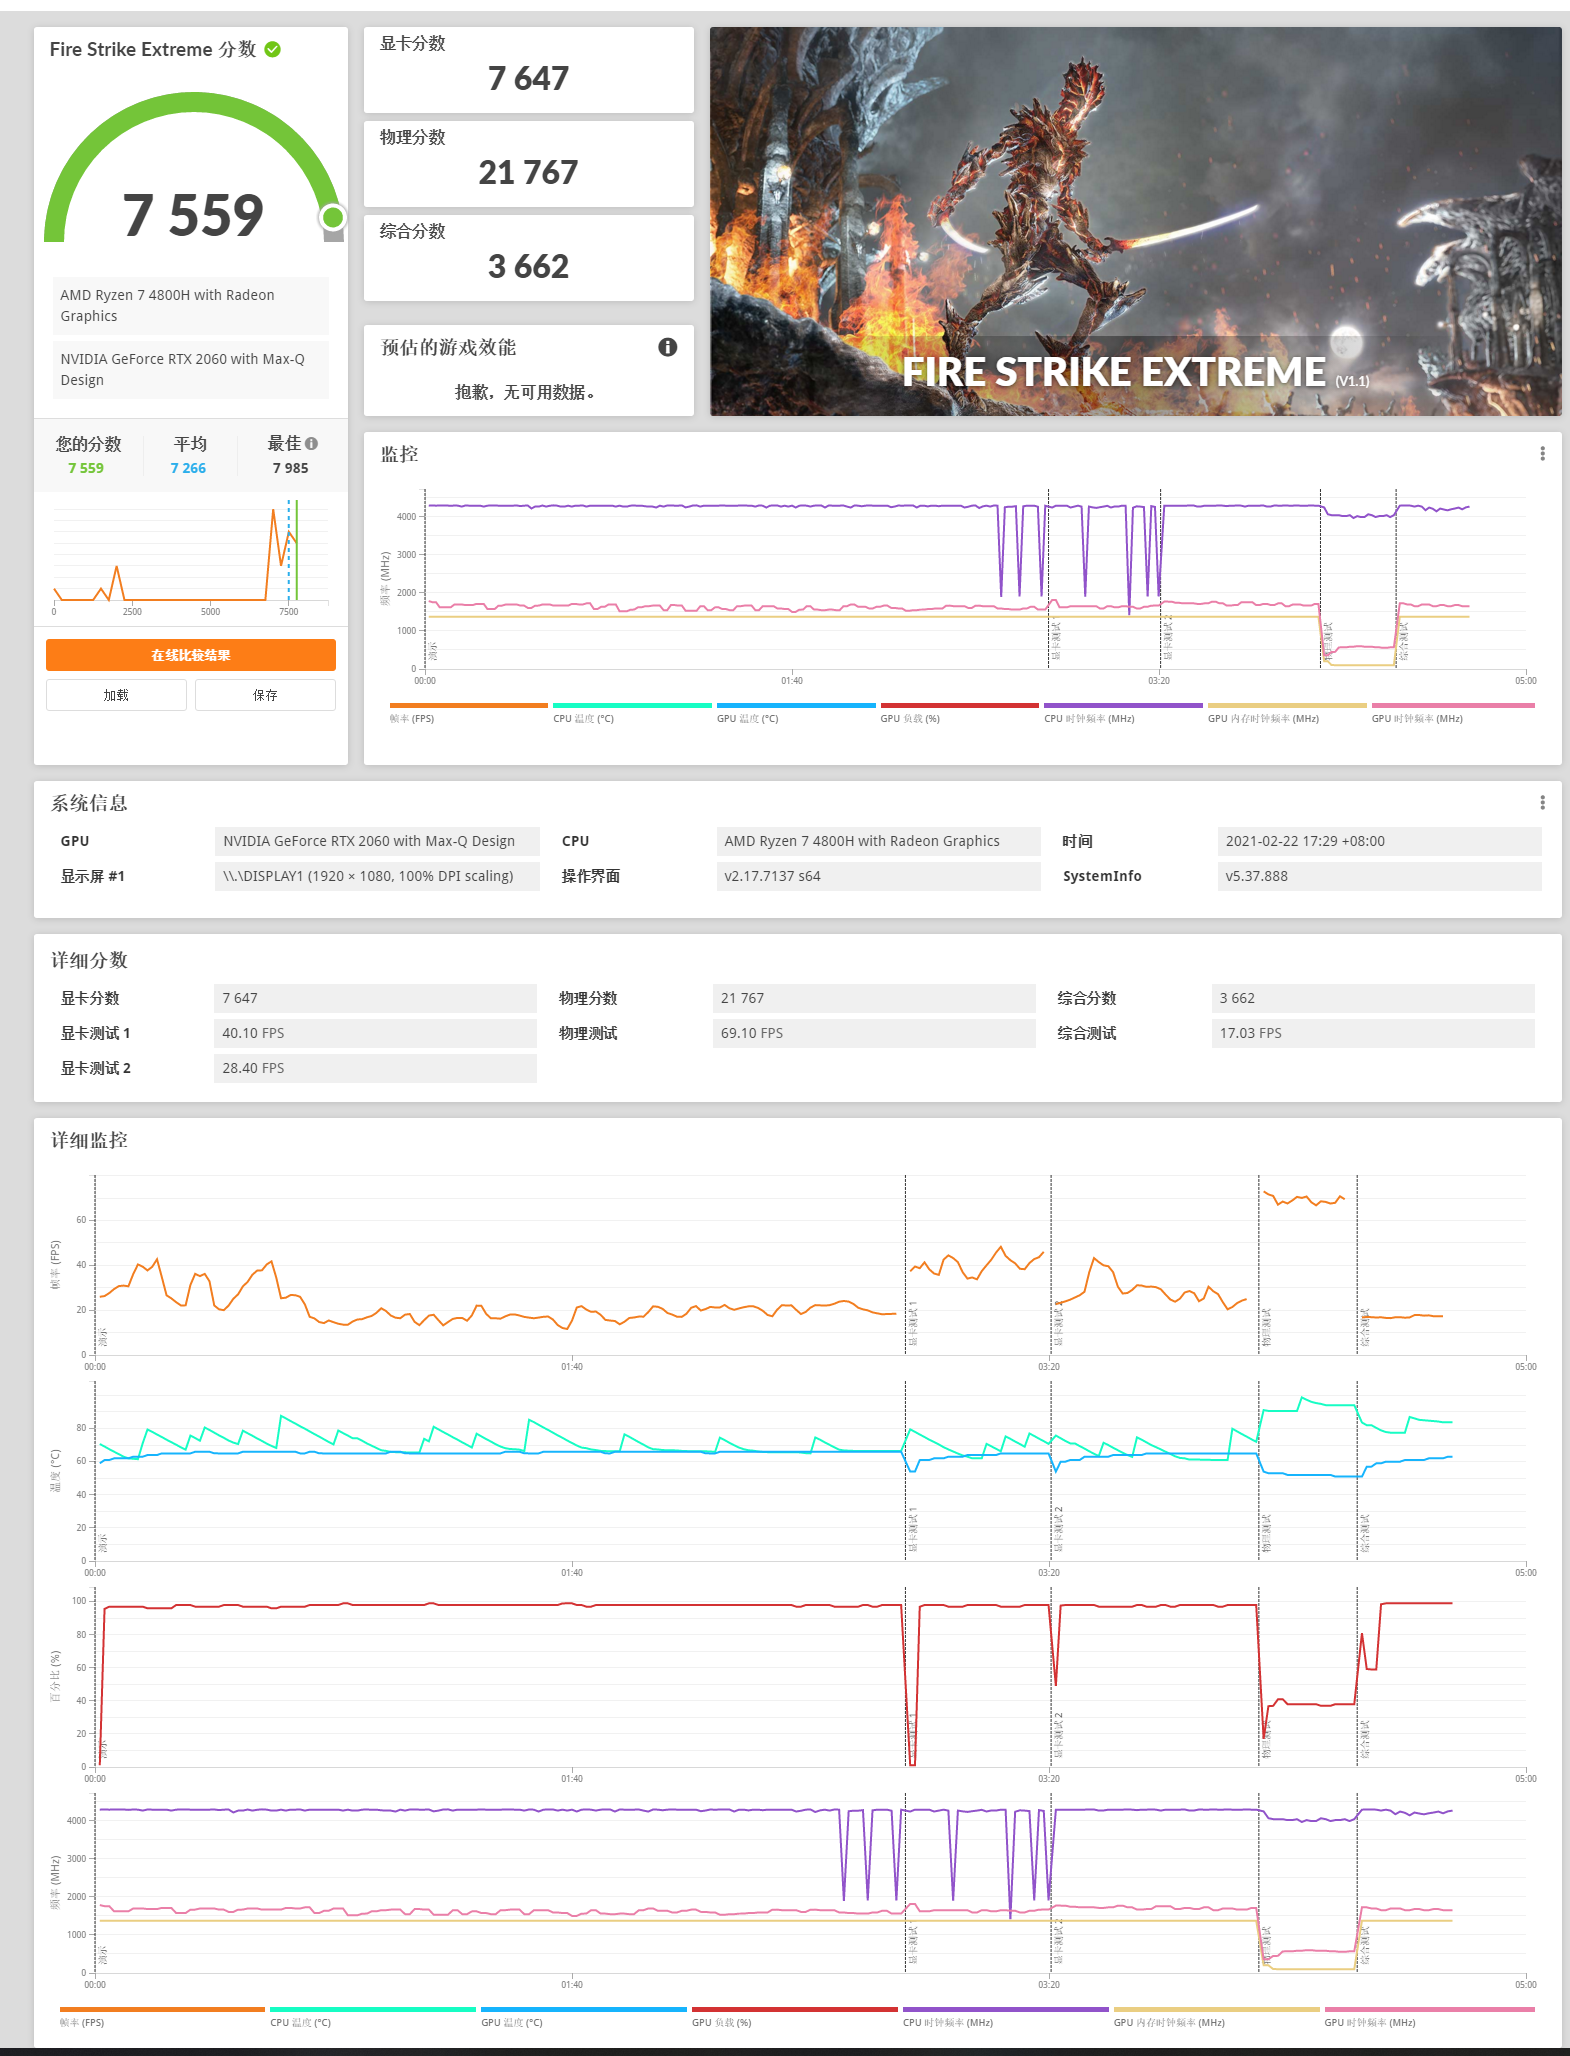 Fire Strike Extreme 分数
7 559
AMD Ryzen 7 4800H with Radeon
Graphics
NVIDIA GeForce RTX 2060 with Max-Q
Design
您的分数 平均 最佳
7 559 7 266 7 985
0 2500 5000 7500
在线比较结果
加载 保存
显卡分数
7 647
物理分数
21 767
综合分数
3 662
预估的游戏效能
抱歉，无可用数据。
FIRE STRIKE EXTREME (V1.1)
监控
频率 (MHz)
4000
3000
2000
1000
0
演示 显卡测试 1 显卡测试 2 物理测试 综合测试
00:00 01:40 03:20 05:00
帧率 (FPS) CPU 温度 (°C) GPU 温度 (°C) GPU 负载 (%) CPU 时钟频率 (MHz) GPU 内存时钟频率 (MHz) GPU 时钟频率 (MHz)
系统信息
GPU NVIDIA GeForce RTX 2060 with Max-Q Design CPU AMD Ryzen 7 4800H with Radeon Graphics 时间 2021-02-22 17:29 +08:00
显示屏 #1 \\.\DISPLAY1 (1920 × 1080, 100% DPI scaling) 操作界面 v2.17.7137 s64 SystemInfo v5.37.888
详细分数
显卡分数 7 647 物理分数 21 767 综合分数 3 662
显卡测试 1 40.10 FPS 物理测试 69.10 FPS 综合测试 17.03 FPS
显卡测试 2 28.40 FPS
详细监控
帧率 (FPS)
60
40
20
0
演示 显卡测试 1 显卡测试 2 物理测试 综合测试
00:00 01:40 03:20 05:00
温度 (°C)
80
60
40
20
0
演示 显卡测试 1 显卡测试 2 物理测试 综合测试
00:00 01:40 03:20 05:00
百分比 (%)
100
80
60
40
20
0
演示 显卡测试 1 显卡测试 2 物理测试 综合测试
00:00 01:40 03:20 05:00
频率 (MHz)
4000
3000
2000
1000
0
演示 显卡测试 1 显卡测试 2 物理测试 综合测试
00:00 01:40 03:20 05:00
帧率 (FPS) CPU 温度 (°C) GPU 温度 (°C) GPU 负载 (%) CPU 时钟频率 (MHz) GPU 内存时钟频率 (MHz) GPU 时钟频率 (MHz)